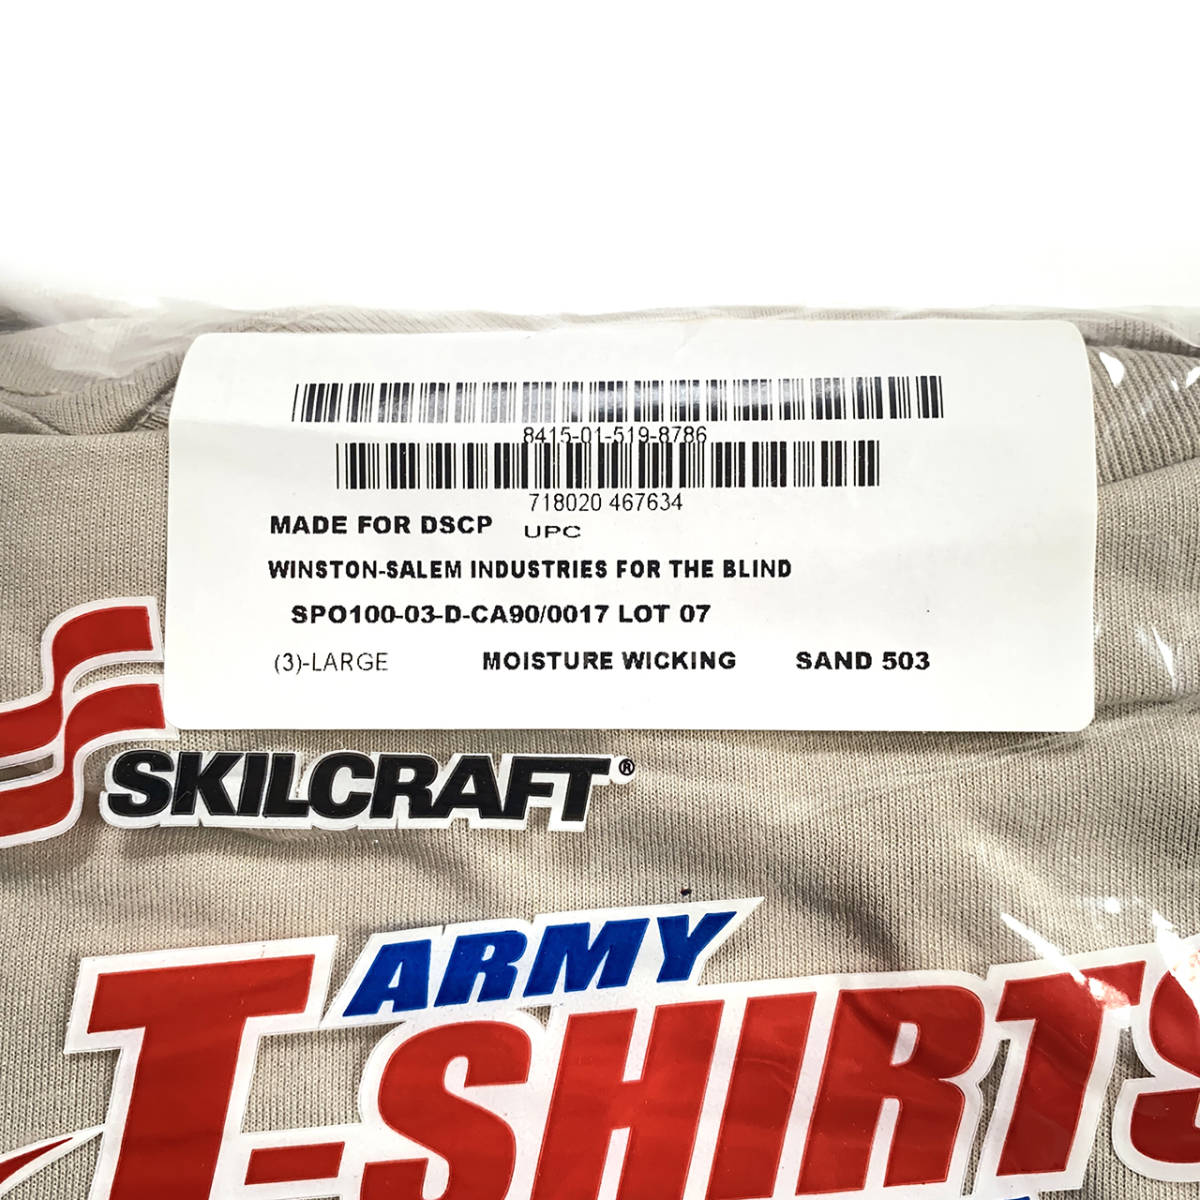 8415-01-519-8786
718020 467634
MADE FOR DSCP UPC
WINSTON-SALEM INDUSTRIES FOR THE BLIND
SPO100-03-D-CA90/0017 LOT 07
(3)-LARGE MOISTURE WICKING SAND 503
SKILCRAFT®
ARMY
T-SHIRTS